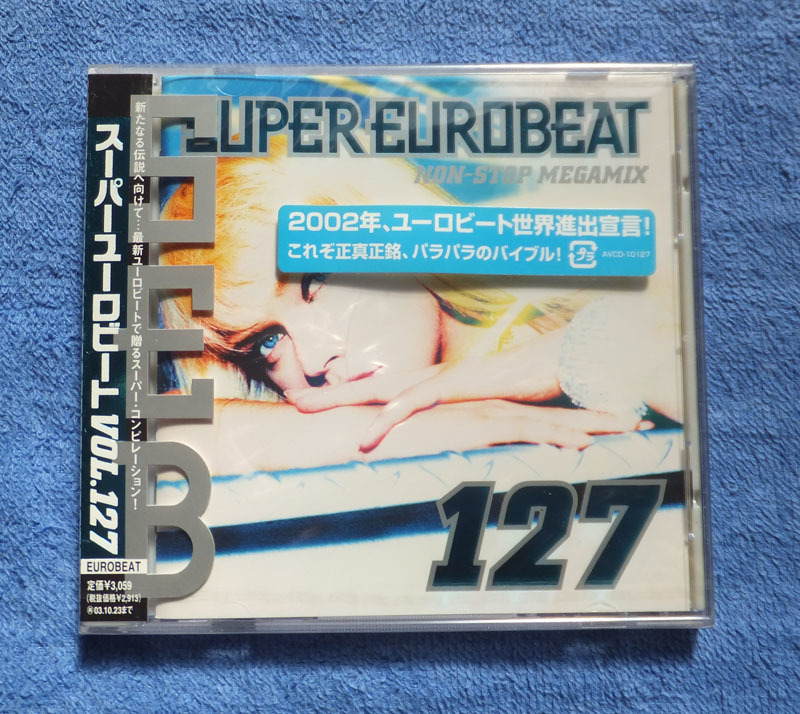 SUPER EUROBEAT
NON-STOP MEGAMIX
2002年、ユーロビート世界進出宣言!
これぞ正真正銘、パラパラのバイブル!
AVCD-10127
SEB
127
新たなる伝説へ向けて…最新ユーロビートで贈るスーパー・コンピレーション!
スーパーユーロビート VOL.127
EUROBEAT
定価¥3,059
(税抜価格¥2,913)
03.10.23まで